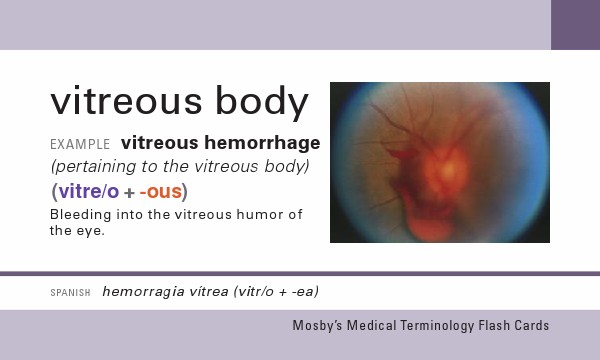 vitreous body
EXAMPLE vitreous hemorrhage
(pertaining to the vitreous body)
(vitre/o + -ous)
Bleeding into the vitreous humor of
the eye.
SPANISH hemorragia vítrea (vitr/o + -ea)
Mosby's Medical Terminology Flash Cards